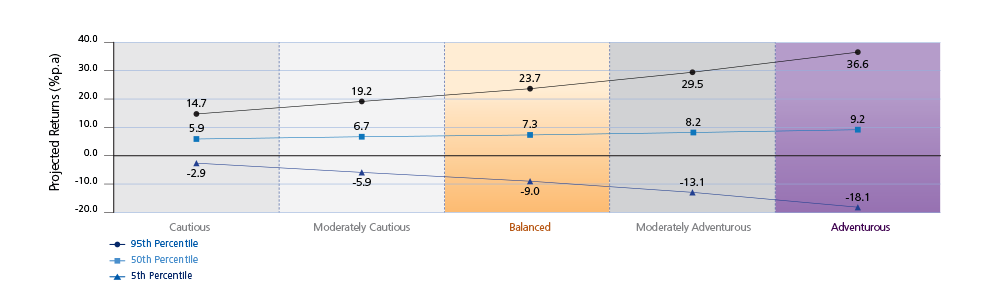 Projected Returns (%p.a)
40.0
30.0
20.0
10.0
0.0
-10.0
-20.0
14.7
19.2
23.7
29.5
36.6
5.9
6.7
7.3
8.2
9.2
-2.9
-5.9
-9.0
-13.1
-18.1
Cautious
Moderately Cautious
Balanced
Moderately Adventurous
Adventurous
95th Percentile
50th Percentile
5th Percentile